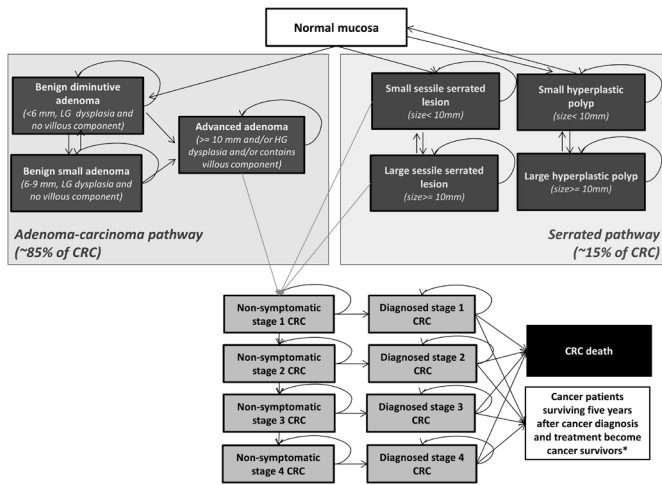 Normal mucosa
Benign diminutive
adenoma
(<6 mm, LG dysplasia and
no villous component)
Benign small adenoma
(6-9 mm, LG dysplasia and
no villous component)
Advanced adenoma
(>= 10 mm and/or HG
dysplasia and/or contains
villous component)
Adenoma-carcinoma pathway
(~85% of CRC)
Small sessile serrated
lesion
(size< 10mm)
Small hyperplastic
polyp
(size< 10mm)
Large sessile serrated
lesion
(size>= 10mm)
Large hyperplastic polyp
(size>= 10mm)
Serrated pathway
(~15% of CRC)
Non-symptomatic
stage 1 CRC
Diagnosed stage 1
CRC
Non-symptomatic
stage 2 CRC
Diagnosed stage 2
CRC
Non-symptomatic
stage 3 CRC
Diagnosed stage 3
CRC
Non-symptomatic
stage 4 CRC
Diagnosed stage 4
CRC
CRC death
Cancer patients
surviving five years
after cancer diagnosis
and treatment become
cancer survivors*